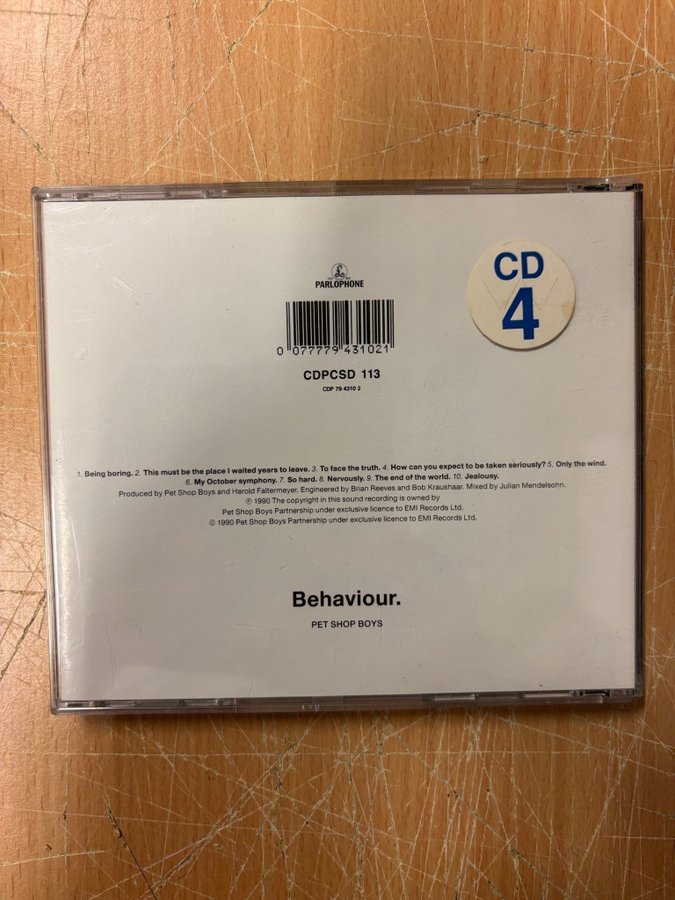 CD
4
PARLOPHONE
0 077779 431021
CDPCSD 113
CDP 79 4310 2
1. Being boring. 2. This must be the place I waited years to leave. 3. To face the truth. 4. How can you expect to be taken seriously? 5. Only the wind.
6. My October symphony. 7. So hard. 8. Nervously. 9. The end of the world. 10. Jealousy.
Produced by Pet Shop Boys and Harold Faltermeyer. Engineered by Brian Reeves and Bob Kraushaar. Mixed by Julian Mendelsohn.
℗ 1990 The copyright in this sound recording is owned by
Pet Shop Boys Partnership under exclusive licence to EMI Records Ltd.
© 1990 Pet Shop Boys Partnership under exclusive licence to EMI Records Ltd.
Behaviour.
PET SHOP BOYS